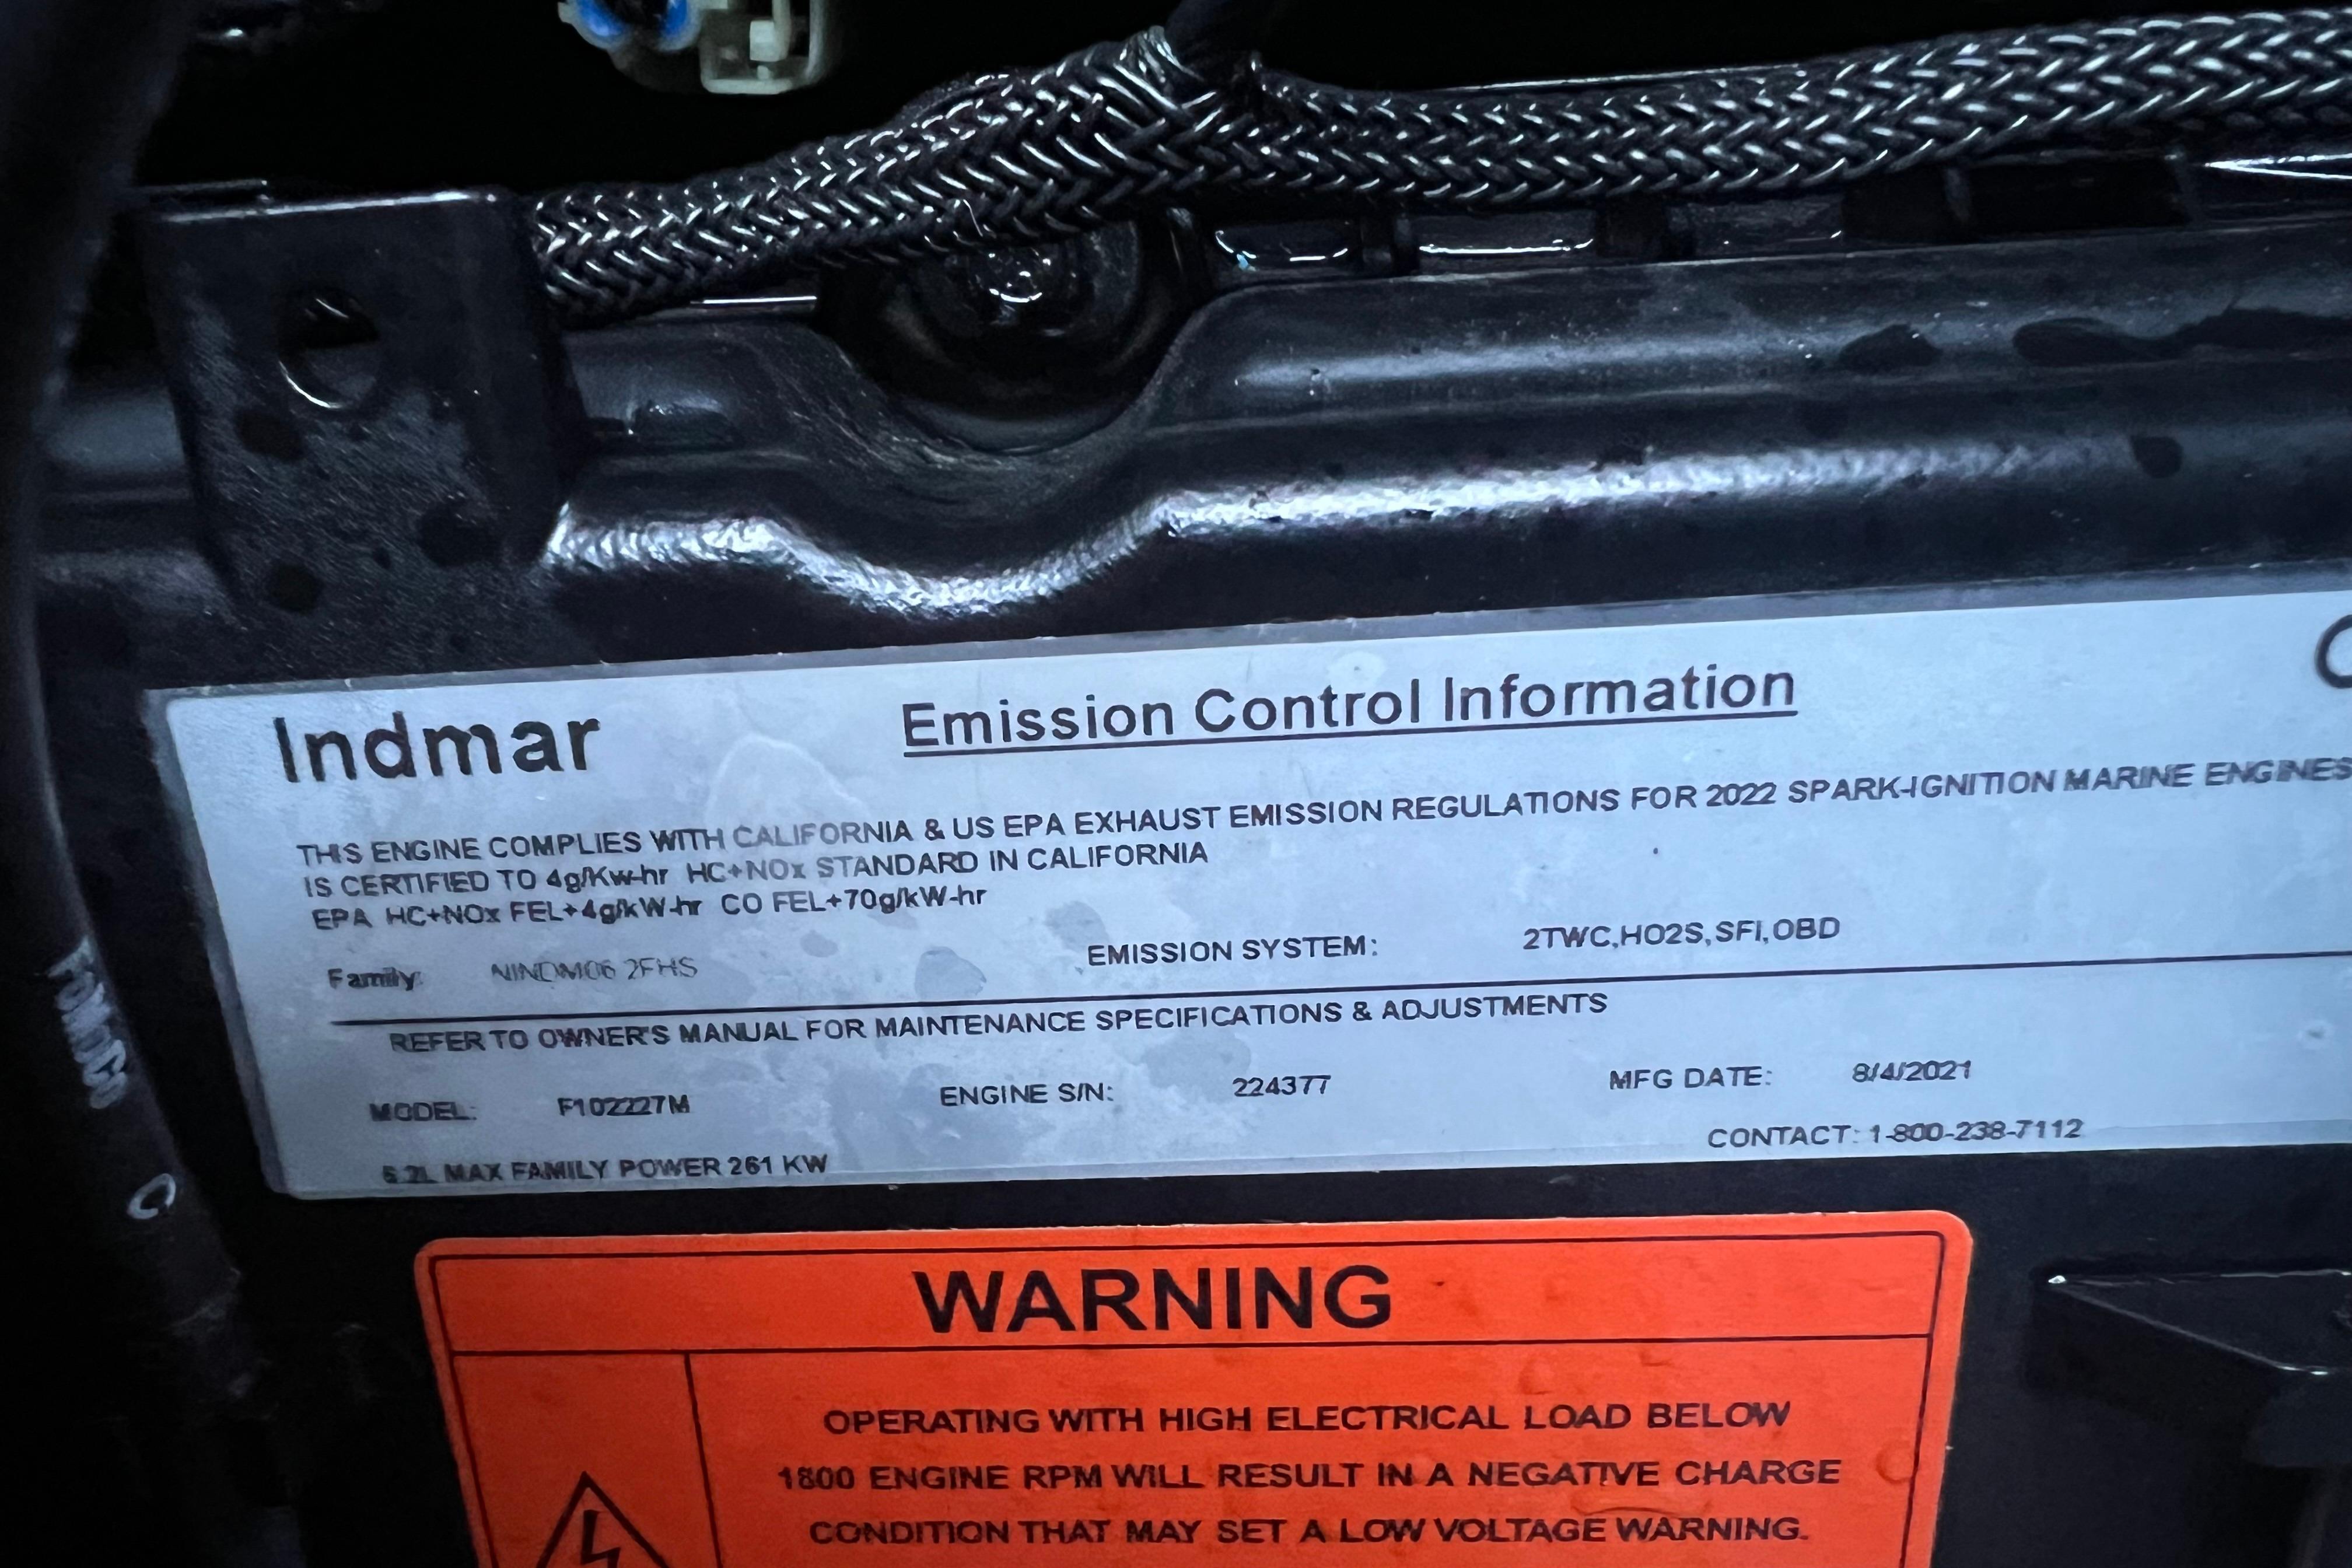 Indmar
Emission Control Information
THIS ENGINE COMPLIES WITH CALIFORNIA & US EPA EXHAUST EMISSION REGULATIONS FOR 2022 SPARK-IGNITION MARINE ENGINES
IS CERTIFIED TO 4g/Kw-hr HC+NOx STANDARD IN CALIFORNIA
EPA HC+NOx FEL+4g/kW-hr CO FEL+70g/kW-hr
Family: NINDM06 2FHS
EMISSION SYSTEM: 2TWC,HO2S,SFI,OBD
REFER TO OWNER'S MANUAL FOR MAINTENANCE SPECIFICATIONS & ADJUSTMENTS
MODEL: F102227M ENGINE S/N: 224377 MFG DATE: 8/4/2021
CONTACT: 1-800-238-7112
6.2L MAX FAMILY POWER 261 KW
WARNING
OPERATING WITH HIGH ELECTRICAL LOAD BELOW
1800 ENGINE RPM WILL RESULT IN A NEGATIVE CHARGE
CONDITION THAT MAY SET A LOW VOLTAGE WARNING.